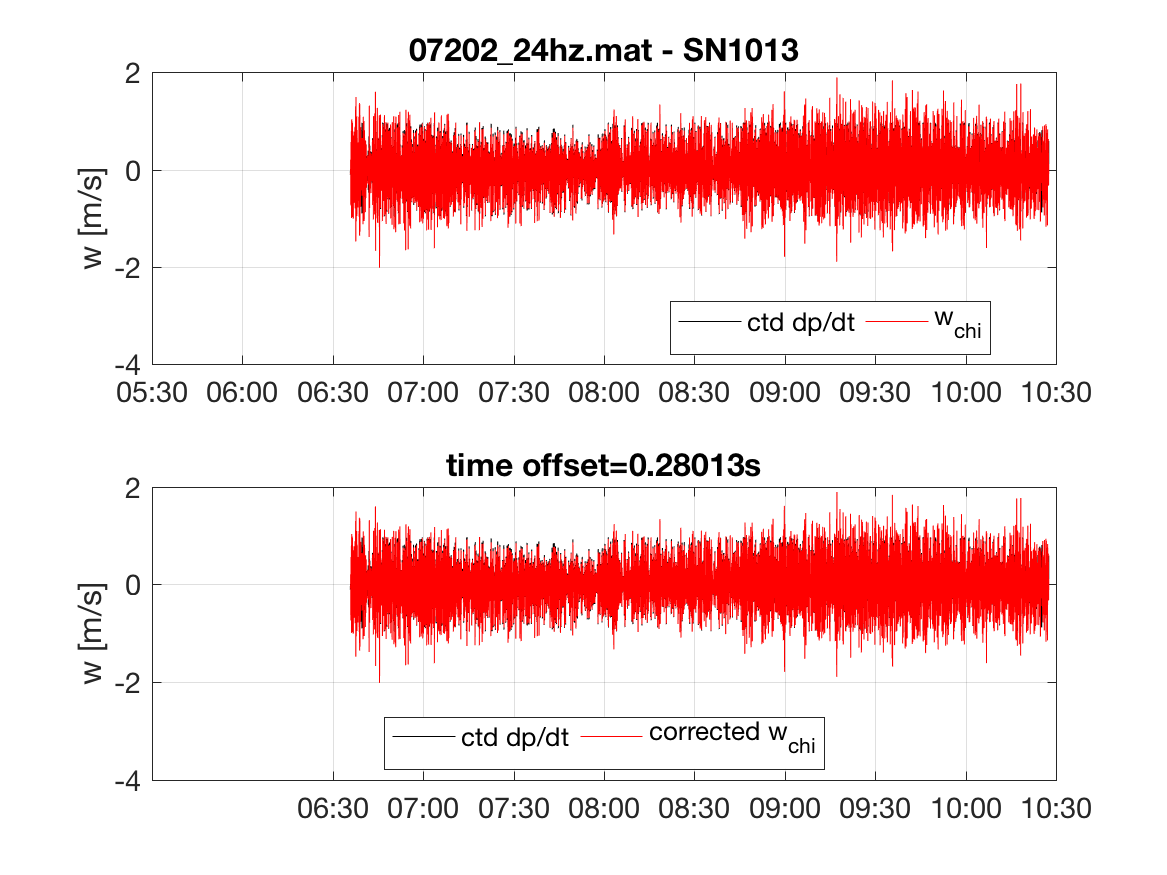 07202_24hz.mat - SN1013
w [m/s]
2
0
-2
-4
ctd dp/dt w_chi
05:30 06:00 06:30 07:00 07:30 08:00 08:30 09:00 09:30 10:00 10:30
time offset=0.28013s
w [m/s]
2
0
-2
-4
ctd dp/dt corrected w_chi
06:30 07:00 07:30 08:00 08:30 09:00 09:30 10:00 10:30